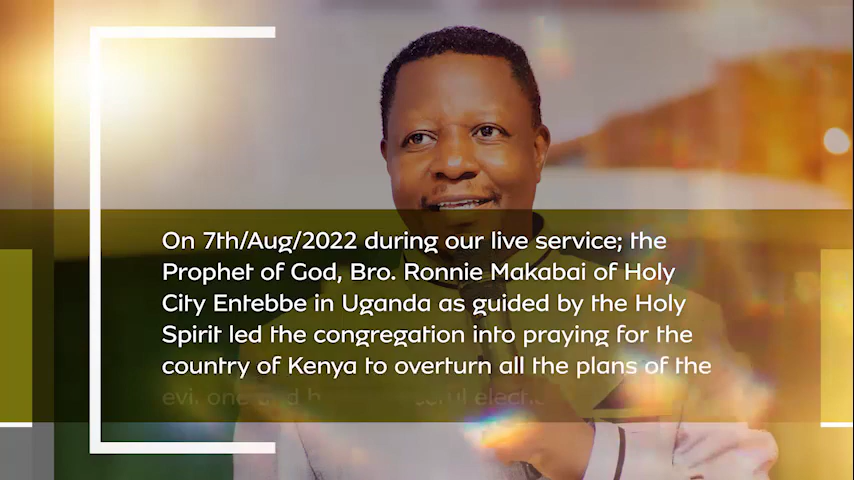 On 7th/Aug/2022 during our live service; the
Prophet of God, Bro. Ronnie Makabai of Holy
City Entebbe in Uganda as guided by the Holy
Spirit led the congregation into praying for the
country of Kenya to overturn all the plans of the
one